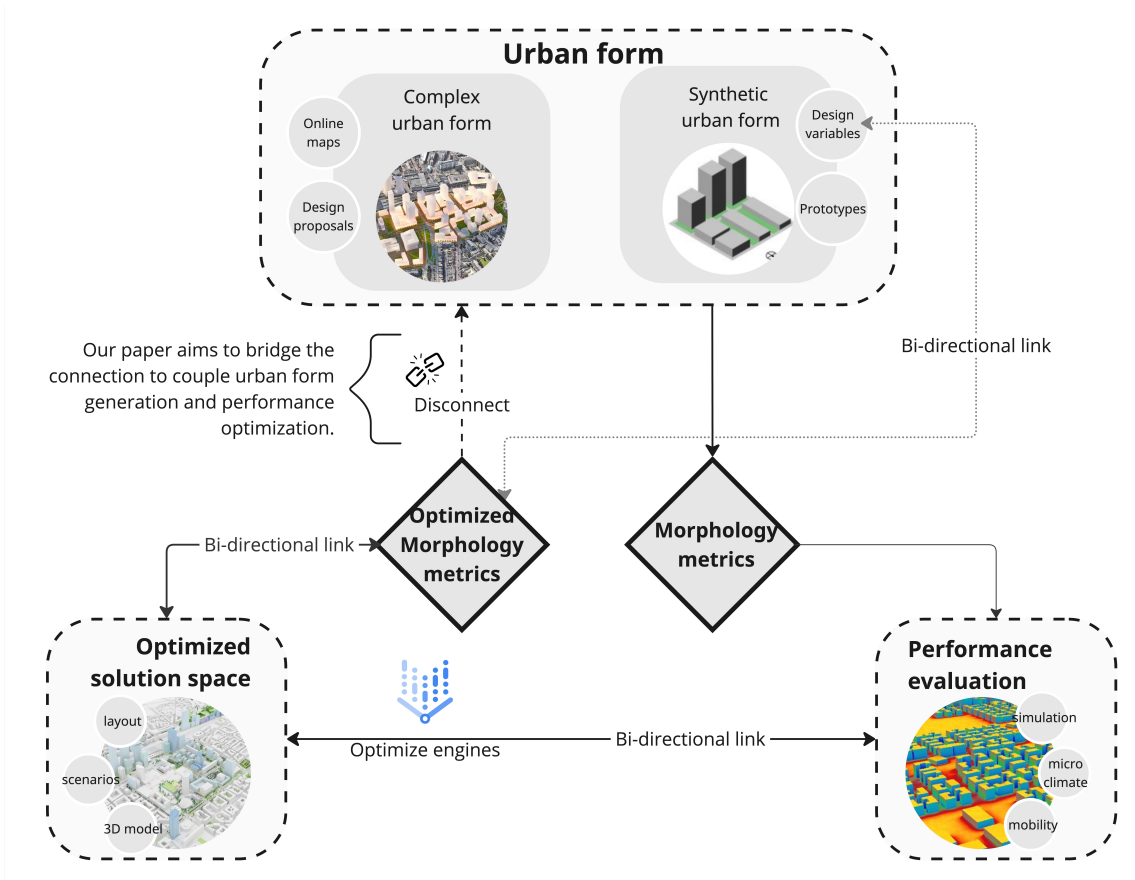 Urban form
Complex
urban form
Online
maps
Design
proposals
Synthetic
urban form
Design
variables
Prototypes
Our paper aims to bridge the
connection to couple urban form
generation and performance
optimization.
Disconnect
Bi-directional link
Optimized
Morphology
metrics
Morphology
metrics
Bi-directional link
Optimized
solution space
layout
scenarios
3D model
Optimize engines
Bi-directional link
Performance
evaluation
simulation
micro
climate
mobility